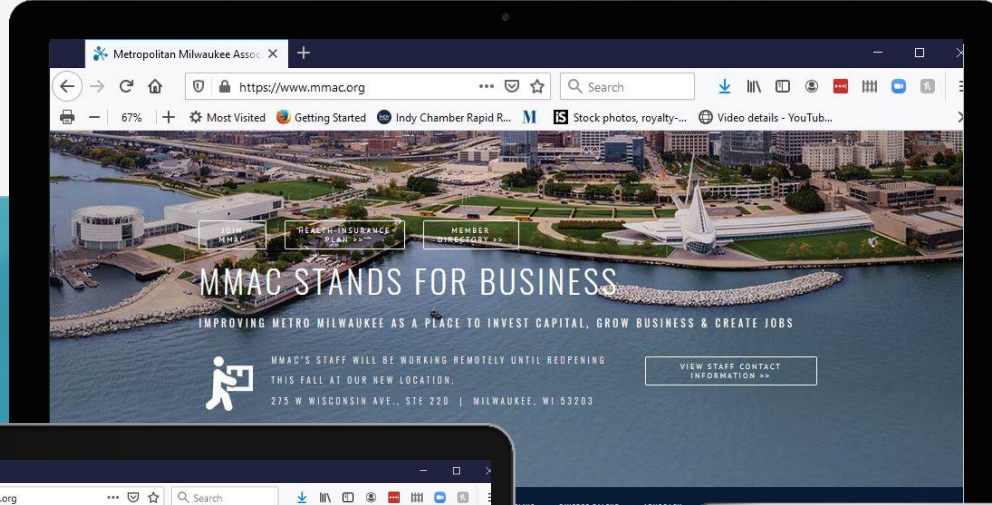 Metropolitan Milwaukee Assoc
https://www.mmac.org
Search
67%
Most Visited
Getting Started
Indy Chamber Rapid R...
M
iS
Stock photos, royalty-...
Video details - YouTub...
JOIN
MMAC
HEALTH INSURANCE
PLAN >>
MEMBER
DIRECTORY >>
MMAC STANDS FOR BUSINESS
IMPROVING METRO MILWAUKEE AS A PLACE TO INVEST CAPITAL, GROW BUSINESS & CREATE JOBS
MMAC'S STAFF WILL BE WORKING REMOTELY UNTIL REOPENING
THIS FALL AT OUR NEW LOCATION,
275 W WISCONSIN AVE., STE 220 | MILWAUKEE, WI 53203
VIEW STAFF CONTACT
INFORMATION >>
.org
Search